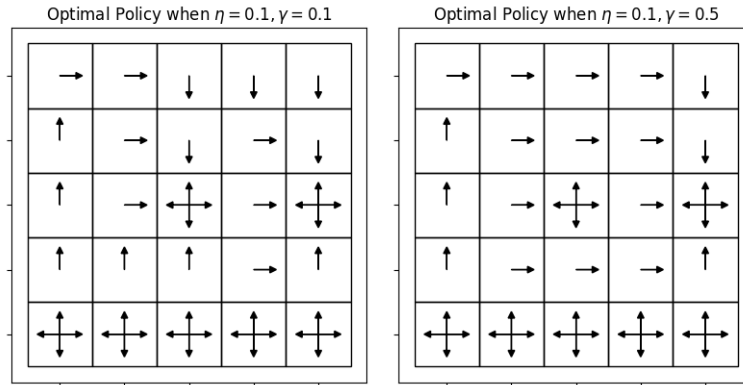 Optimal Policy when η = 0.1, γ = 0.1
Optimal Policy when η = 0.1, γ = 0.5